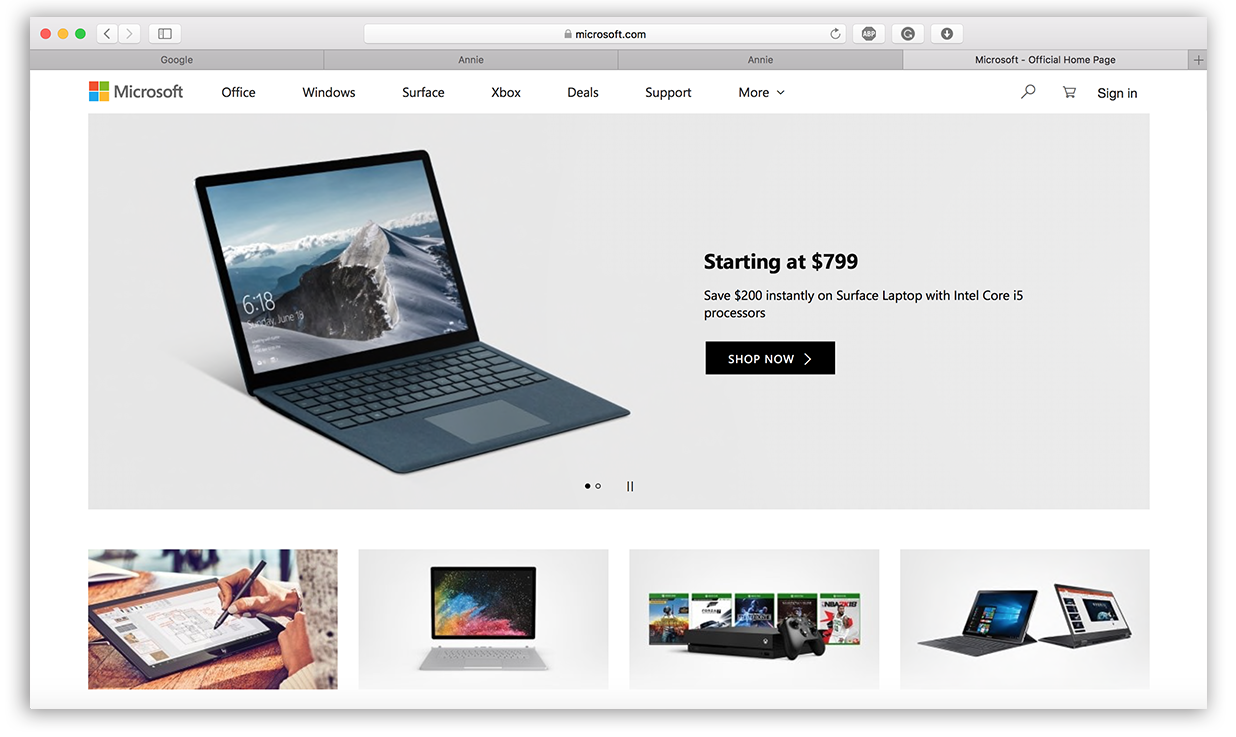 microsoft.com
ABP
Google
Annie
Annie
Microsoft - Official Home Page
Microsoft
Office
Windows
Surface
Xbox
Deals
Support
More
Sign in
6:18
Sunday, June 18
Starting at $799
Save $200 instantly on Surface Laptop with Intel Core i5
processors
SHOP NOW
NBA2K18